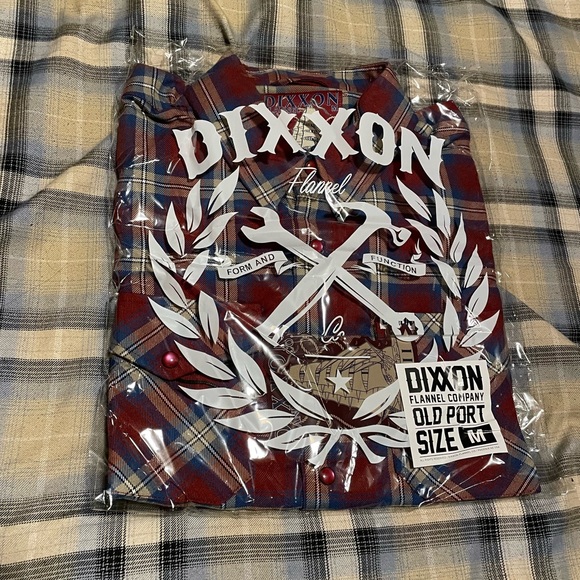 DIXXON
DIXXON
Flannel
FORM AND
FUNCTION
Co.
DIXXON
FLANNEL COMPANY
OLD PORT
SIZE M